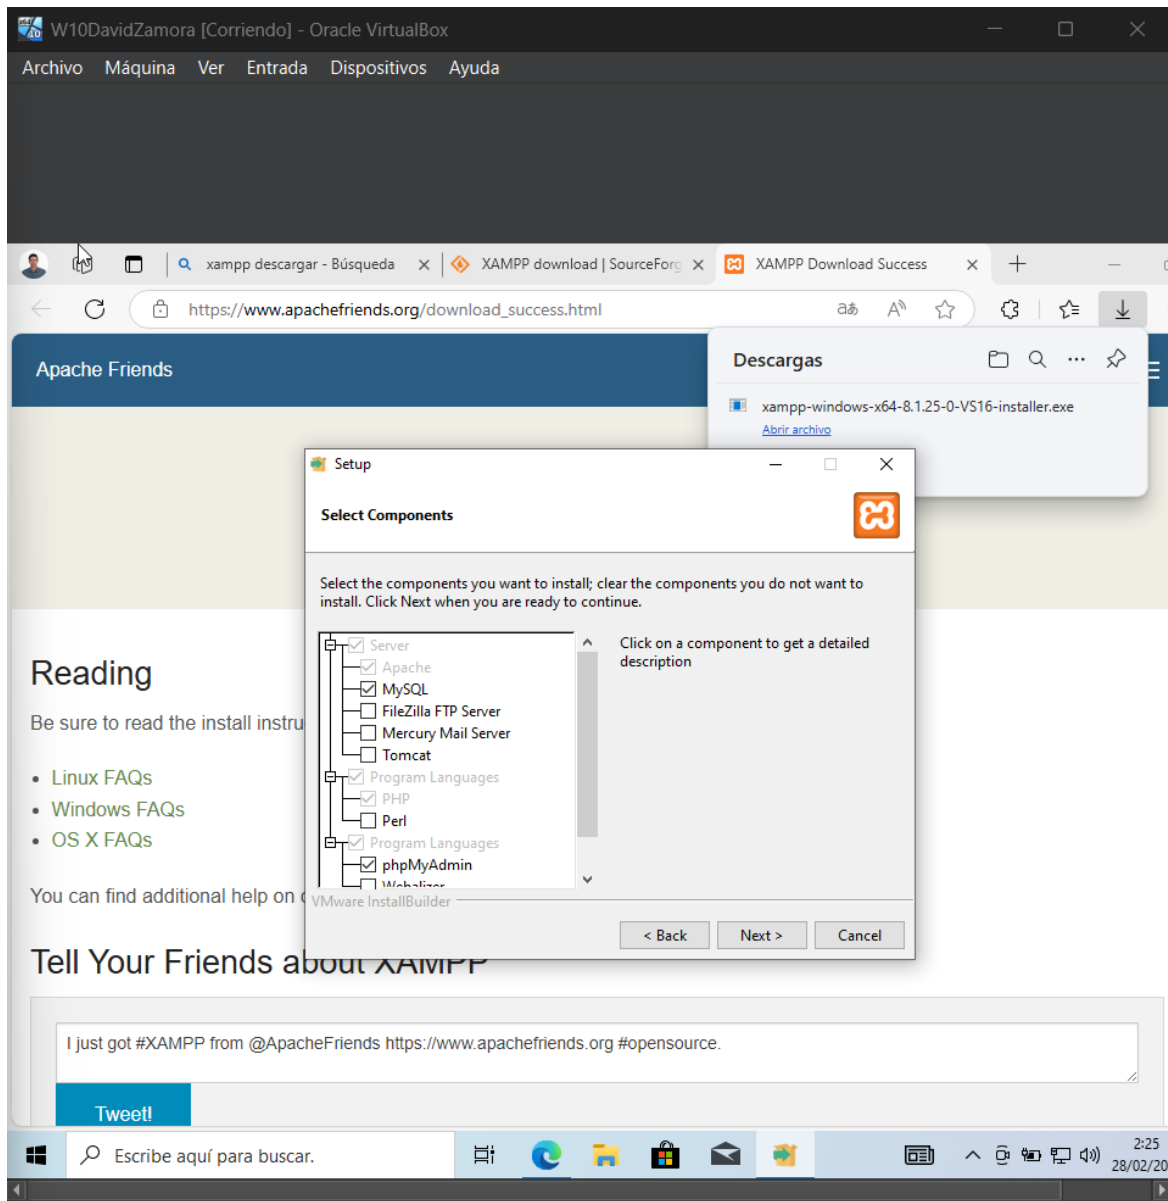 W10DavidZamora [Corriendo] - Oracle VirtualBox
Archivo Máquina Ver Entrada Dispositivos Ayuda
xampp descargar - Búsqueda
XAMPP download | SourceForg
XAMPP Download Success
https://www.apachefriends.org/download_success.html
Apache Friends
Descargas
xampp-windows-x64-8.1.25-0-VS16-installer.exe
Abrir archivo
Setup
Select Components
Select the components you want to install; clear the components you do not want to
install. Click Next when you are ready to continue.
Server
Apache
MySQL
FileZilla FTP Server
Mercury Mail Server
Tomcat
Program Languages
PHP
Perl
Program Languages
phpMyAdmin
Webalizer
Click on a component to get a detailed
description
VMware InstallBuilder
< Back
Next >
Cancel
Reading
Be sure to read the install instru
Linux FAQs
Windows FAQs
OS X FAQs
You can find additional help on
Tell Your Friends about XAMPP
I just got #XAMPP from @ApacheFriends https://www.apachefriends.org #opensource.
Tweet!
Escribe aquí para buscar.
2:25
28/02/20